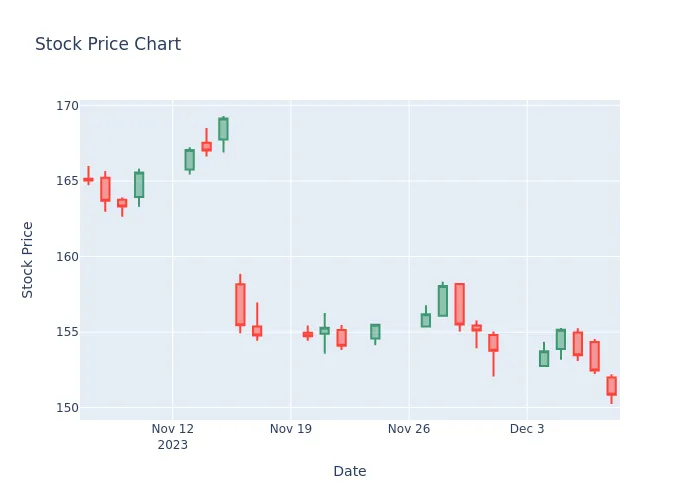 Stock Price Chart
170
165
160
155
150
Stock Price
Nov 12
2023
Nov 19
Nov 26
Dec 3
Date